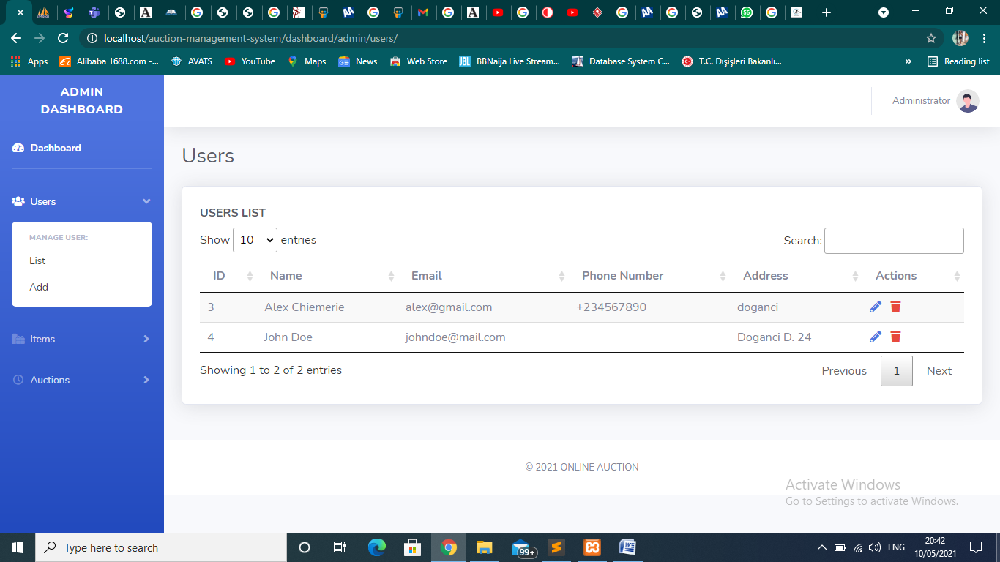 56
localhost/auction-management-system/dashboard/admin/users/
Apps
Alibaba 1688.com -...
AVATS
YouTube
Maps
News
JBL
BBNaija Live Stream...
Web Store
Database System C...
T.C. Dışişleri Bakanlı...
»
Reading list
ADMIN
DASHBOARD
Dashboard
Users
MANAGE USER:
List
Add
Items
Auctions
Administrator
Users
USERS LIST
Show 10 entries
Search:
ID Name Email Phone Number Address Actions
3 Alex Chiemerie alex@gmail.com +234567890 doganci
4 John Doe johndoe@mail.com Doganci D. 24
Showing 1 to 2 of 2 entries
Previous 1 Next
© 2021 ONLINE AUCTION
Activate Windows
Go to Settings to activate Windows.
Type here to search
99+
ENG
20:42
10/05/2021